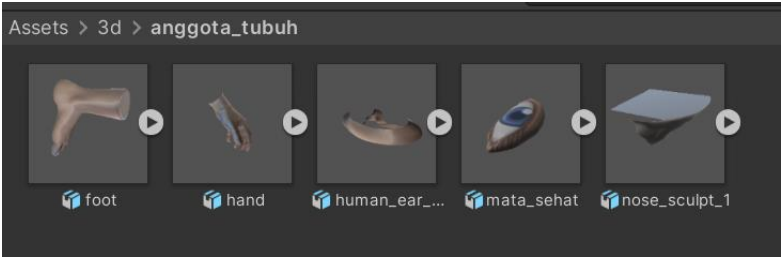 Assets > 3d > anggota_tubuh
foot
hand
human_ear_...
mata_sehat
nose_sculpt_1